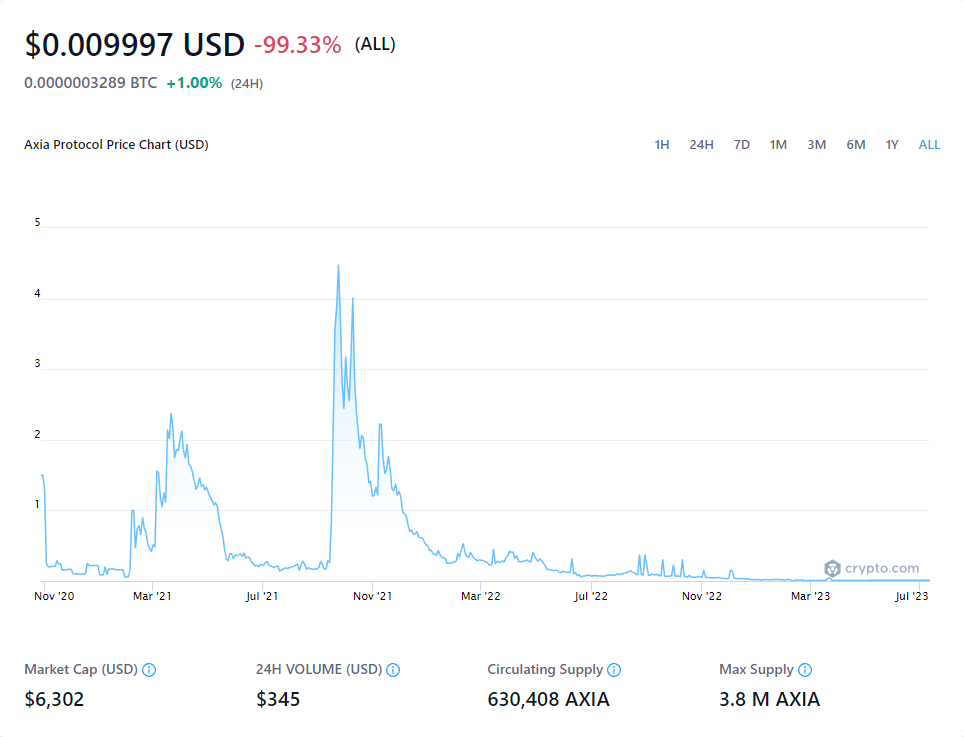 $0.009997 USD -99.33% (ALL)
0.0000003289 BTC +1.00% (24H)
Axia Protocol Price Chart (USD) 1H 24H 7D 1M 3M 6M 1Y ALL
5
4
3
2
1
crypto.com
Nov '20 Mar '21 Jul '21 Nov '21 Mar '22 Jul '22 Nov '22 Mar '23 Jul '23
Market Cap (USD) 24H VOLUME (USD) Circulating Supply Max Supply
$6,302 $345 630,408 AXIA 3.8 M AXIA